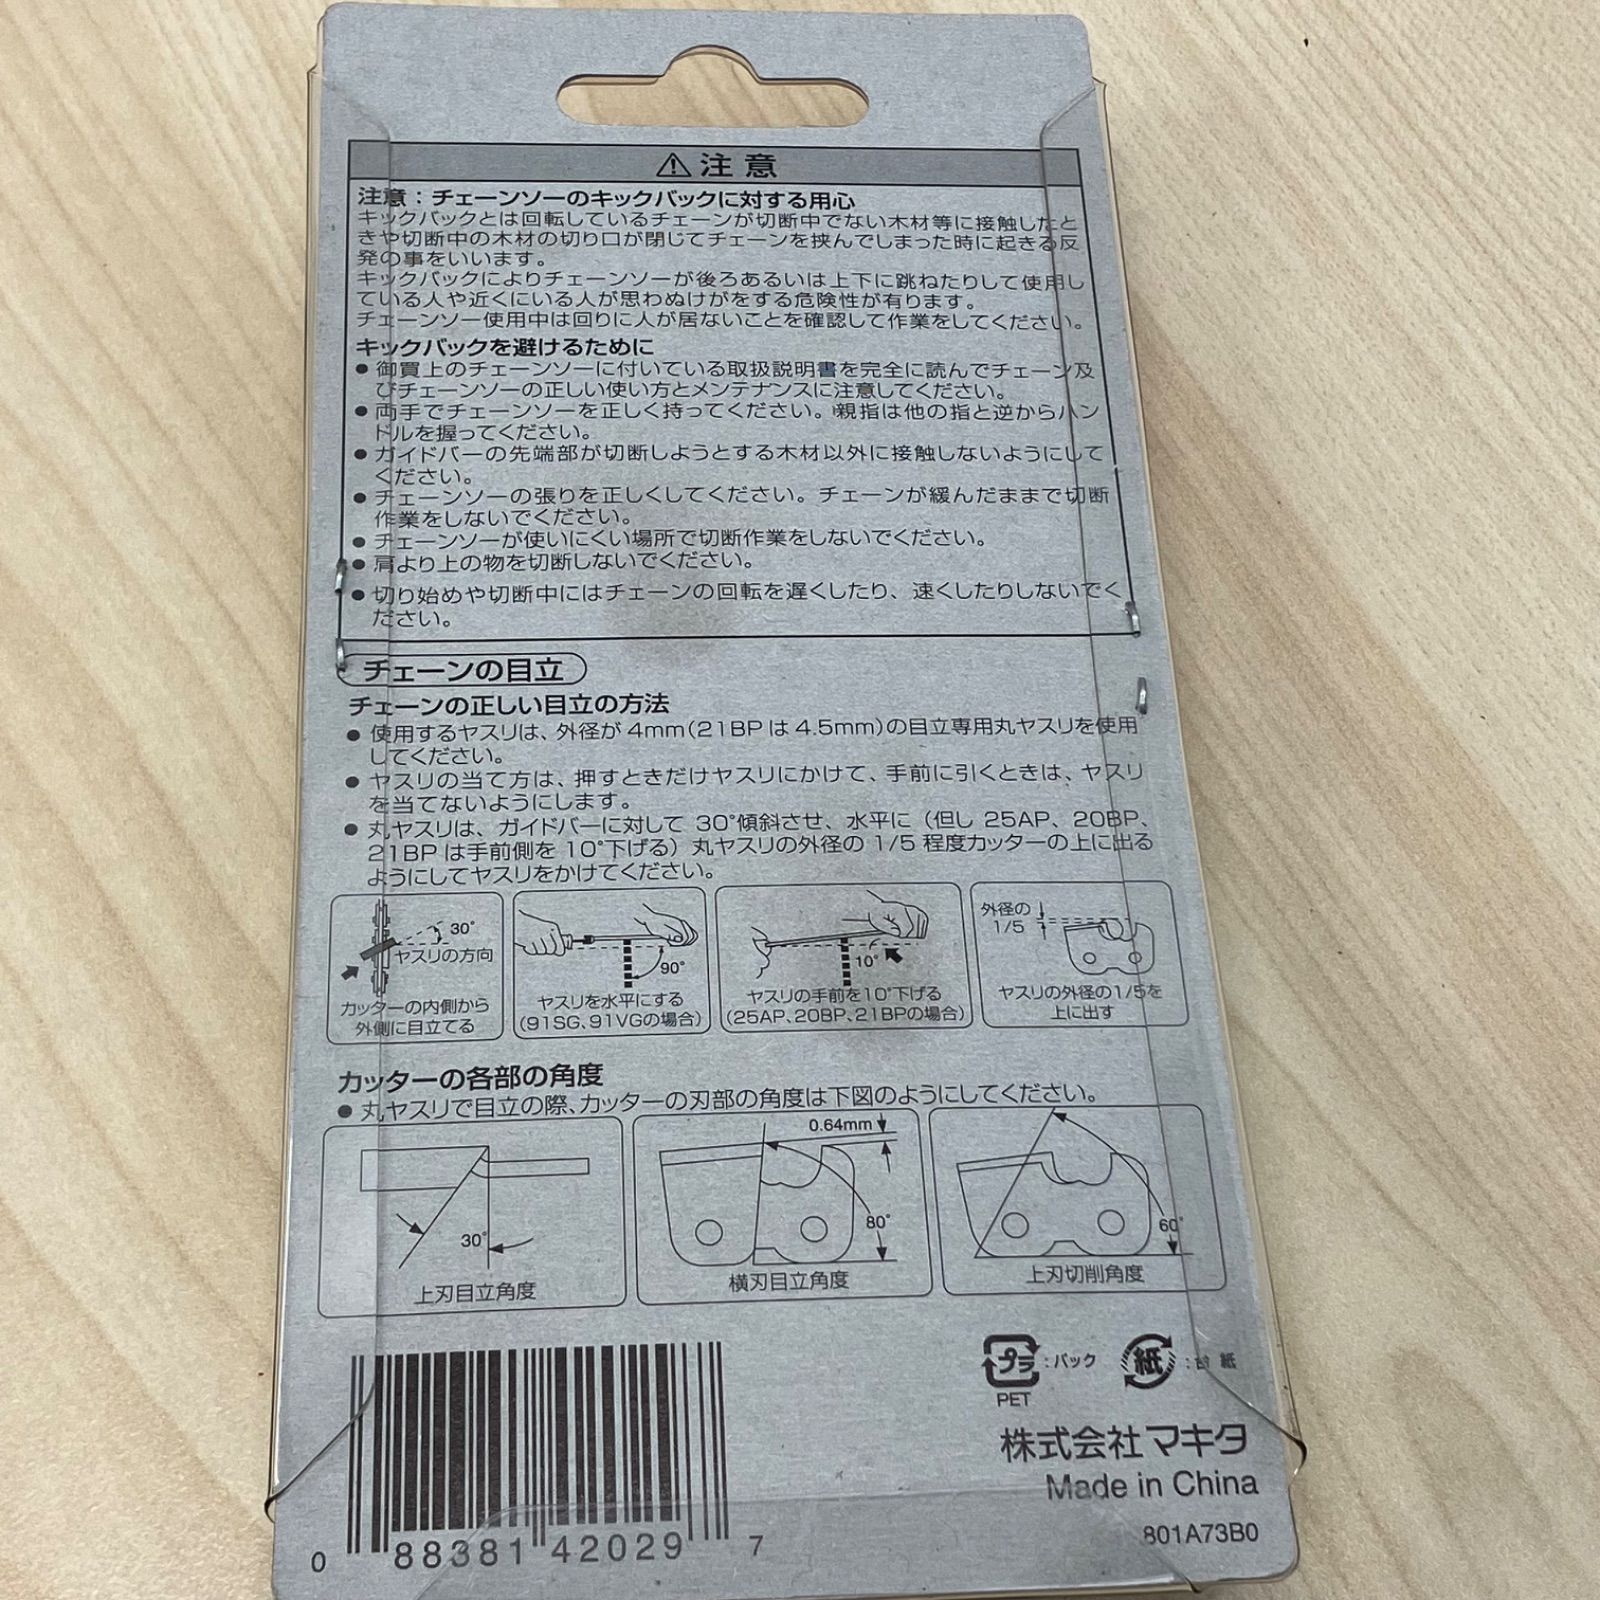 ⚠注意
注意：チェーンソーのキックバックに対する用心
キックバックとは回転しているチェーンが切断中でない木材等に接触したと
きや切断中の木材の切り口が閉じてチェーンを挟んでしまった時に起きる反
発の事をいいます。
キックバックによりチェーンソーが後ろあるいは上下に跳ねたりして使用し
ている人や近くにいる人が思わぬけがをする危険性が有ります。
チェーンソー使用中は回りに人が居ないことを確認して作業をしてください。
キックバックを避けるために
● 御買上のチェーンソーに付いている取扱説明書を完全に読んでチェーン及
びチェーンソーの正しい使い方とメンテナンスに注意してください。
● 両手でチェーンソーを正しく持ってください。親指は他の指と逆からハン
ドルを握ってください。
● ガイドバーの先端部が切断しようとする木材以外に接触しないようにして
ください。
● チェーンソーの張りを正しくしてください。チェーンが緩んだままで切断
作業をしないでください。
● チェーンソーが使いにくい場所で切断作業をしないでください。
● 肩より上の物を切断しないでください。
● 切り始めや切断中にはチェーンの回転を遅くしたり、速くしたりしないでく
ださい。
チェーンの目立
チェーンの正しい目立の方法
● 使用するヤスリは、外径が 4mm(21BP は 4.5mm)の目立専用丸ヤスリを使用
してください。
● ヤスリの当て方は、押すときだけヤスリにかけて、手前に引くときは、ヤスリ
を当てないようにします。
● 丸ヤスリは、ガイドバーに対して 30°傾斜させ、水平に（但し 25AP、20BP、
21BP は手前側を 10°下げる）丸ヤスリの外径の 1/5 程度カッターの上に出る
ようにしてヤスリをかけてください。
30°
ヤスリの方向
カッターの内側から
外側に目立てる
90°
ヤスリを水平にする
(91SG、91VGの場合)
10°
ヤスリの手前を10°下げる
(25AP、20BP、21BPの場合)
外径の
1/5
ヤスリの外径の1/5を
上に出す
カッターの各部の角度
● 丸ヤスリで目立の際、カッターの刃部の角度は下図のようにしてください。
30°
上刃目立角度
0.64mm
80°
横刃目立角度
60°
上刃切削角度
プラ：パック
PET
紙：台 紙
株式会社マキタ
Made in China
801A73B0
0 88381 42029 7